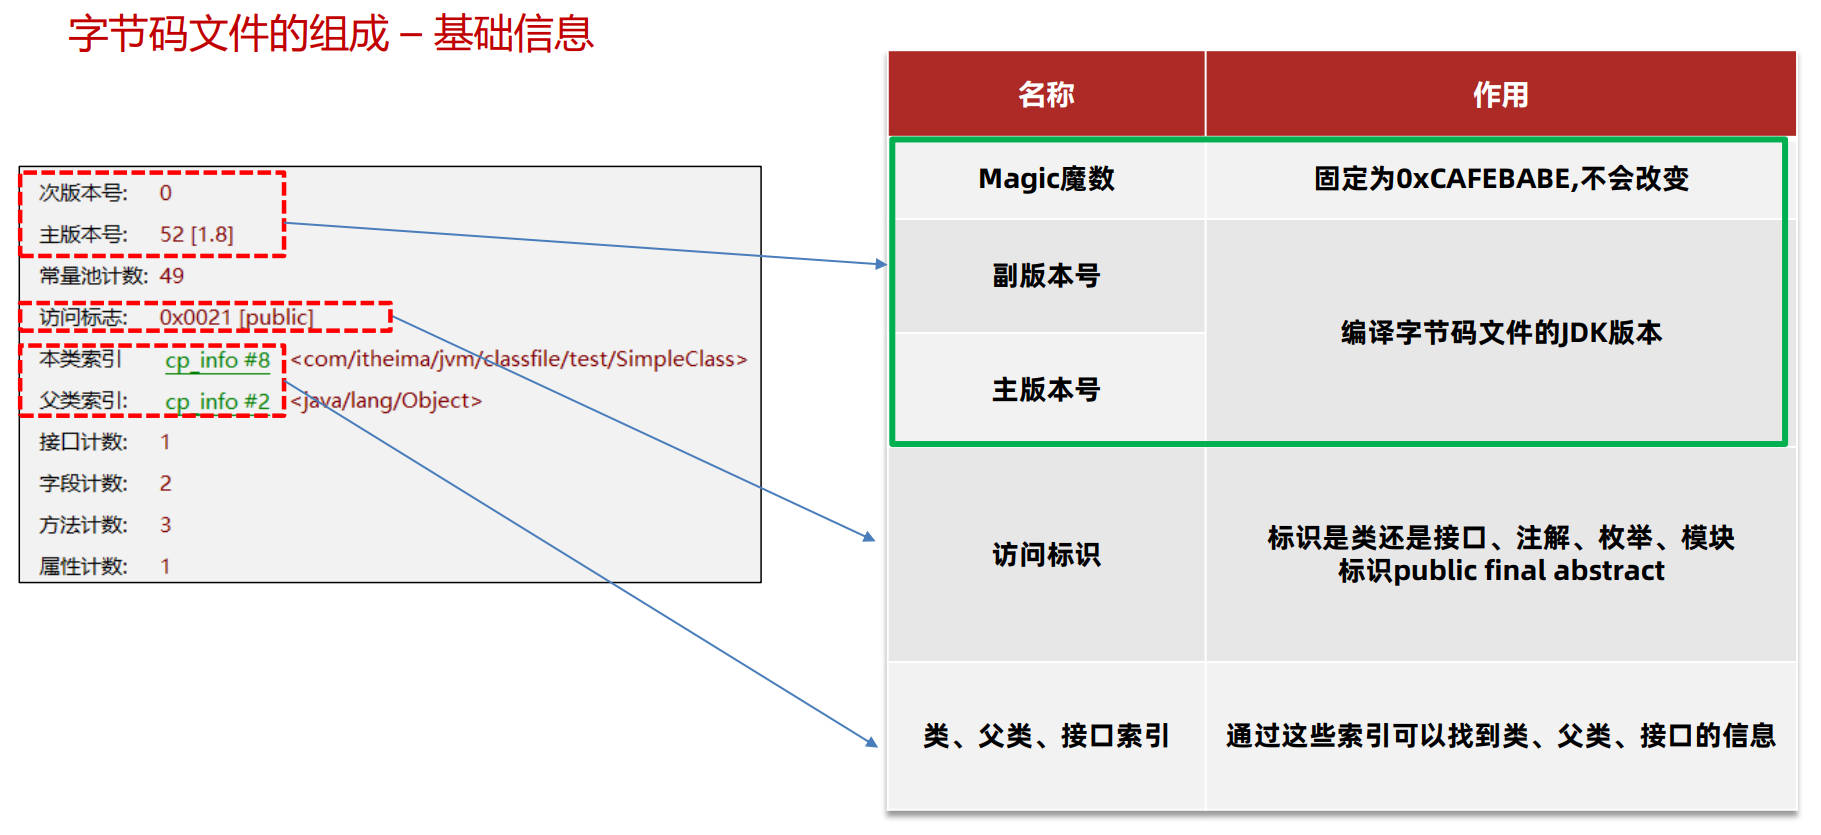 字节码文件的组成 – 基础信息
次版本号: 0
主版本号: 52 [1.8]
常量池计数: 49
访问标志: 0x0021 [public]
本类索引 cp_info #8 <com/itheima/jvm/classfile/test/SimpleClass>
父类索引: cp_info #2 <java/lang/Object>
接口计数: 1
字段计数: 2
方法计数: 3
属性计数: 1
名称 作用
Magic魔数 固定为0xCAFEBABE,不会改变
副版本号
编译字节码文件的JDK版本
主版本号
访问标识
标识是类还是接口、注解、枚举、模块
标识public final abstract
类、父类、接口索引 通过这些索引可以找到类、父类、接口的信息